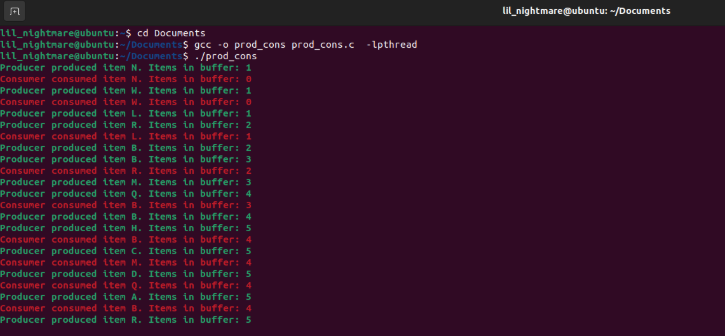 lil_nightmare@ubuntu: ~/Documents
lil_nightmare@ubuntu:~$ cd Documents
lil_nightmare@ubuntu:~/Documents$ gcc -o prod_cons prod_cons.c  -lpthread
lil_nightmare@ubuntu:~/Documents$ ./prod_cons
Producer produced item N. Items in buffer: 1
Consumer consumed item N. Items in buffer: 0
Producer produced item W. Items in buffer: 1
Consumer consumed item W. Items in buffer: 0
Producer produced item L. Items in buffer: 1
Producer produced item R. Items in buffer: 2
Consumer consumed item L. Items in buffer: 1
Producer produced item B. Items in buffer: 2
Producer produced item B. Items in buffer: 3
Consumer consumed item R. Items in buffer: 2
Producer produced item M. Items in buffer: 3
Producer produced item Q. Items in buffer: 4
Consumer consumed item B. Items in buffer: 3
Producer produced item B. Items in buffer: 4
Producer produced item H. Items in buffer: 5
Consumer consumed item B. Items in buffer: 4
Producer produced item C. Items in buffer: 5
Consumer consumed item M. Items in buffer: 4
Producer produced item D. Items in buffer: 5
Consumer consumed item Q. Items in buffer: 4
Producer produced item A. Items in buffer: 5
Consumer consumed item B. Items in buffer: 4
Producer produced item R. Items in buffer: 5